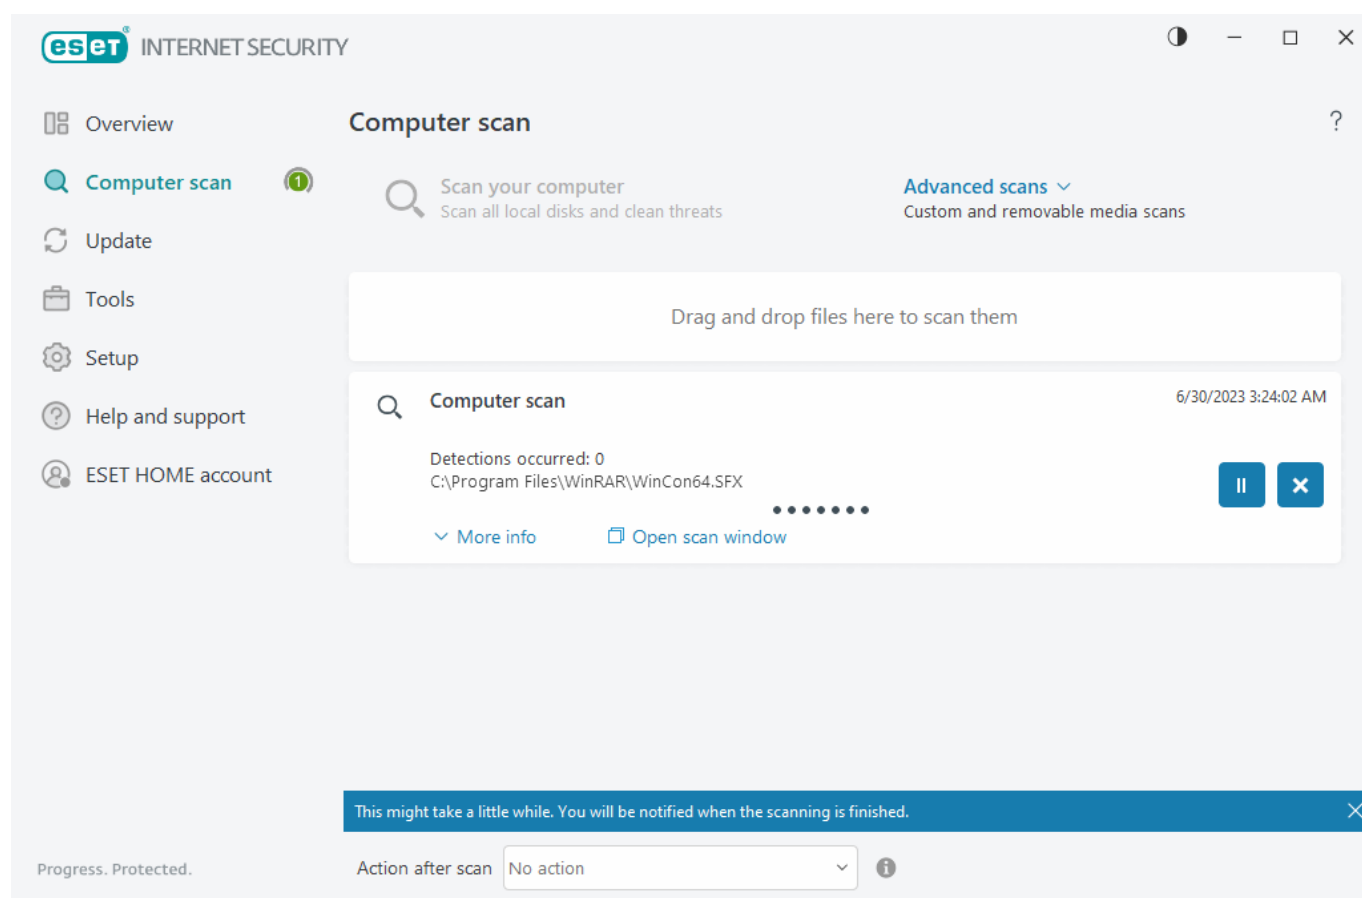 eset® INTERNET SECURITY
Overview
Computer scan
1
Update
Tools
Setup
Help and support
ESET HOME account
Computer scan
?
Scan your computer
Scan all local disks and clean threats
Advanced scans
Custom and removable media scans
Drag and drop files here to scan them
Computer scan
6/30/2023 3:24:02 AM
Detections occurred: 0
C:\Program Files\WinRAR\WinCon64.SFX
More info
Open scan window
This might take a little while. You will be notified when the scanning is finished.
Progress. Protected.
Action after scan
No action